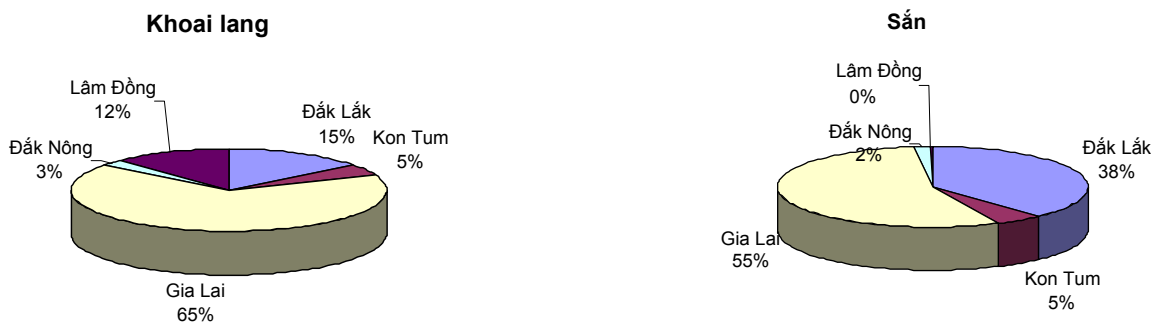 Khoai lang
Lâm Đồng
12%
Đắk Lắk
15%
Kon Tum
5%
Đắk Nông
3%
Gia Lai
65%
Sắn
Lâm Đồng
0%
Đắk Nông
2%
Đắk Lắk
38%
Gia Lai
55%
Kon Tum
5%